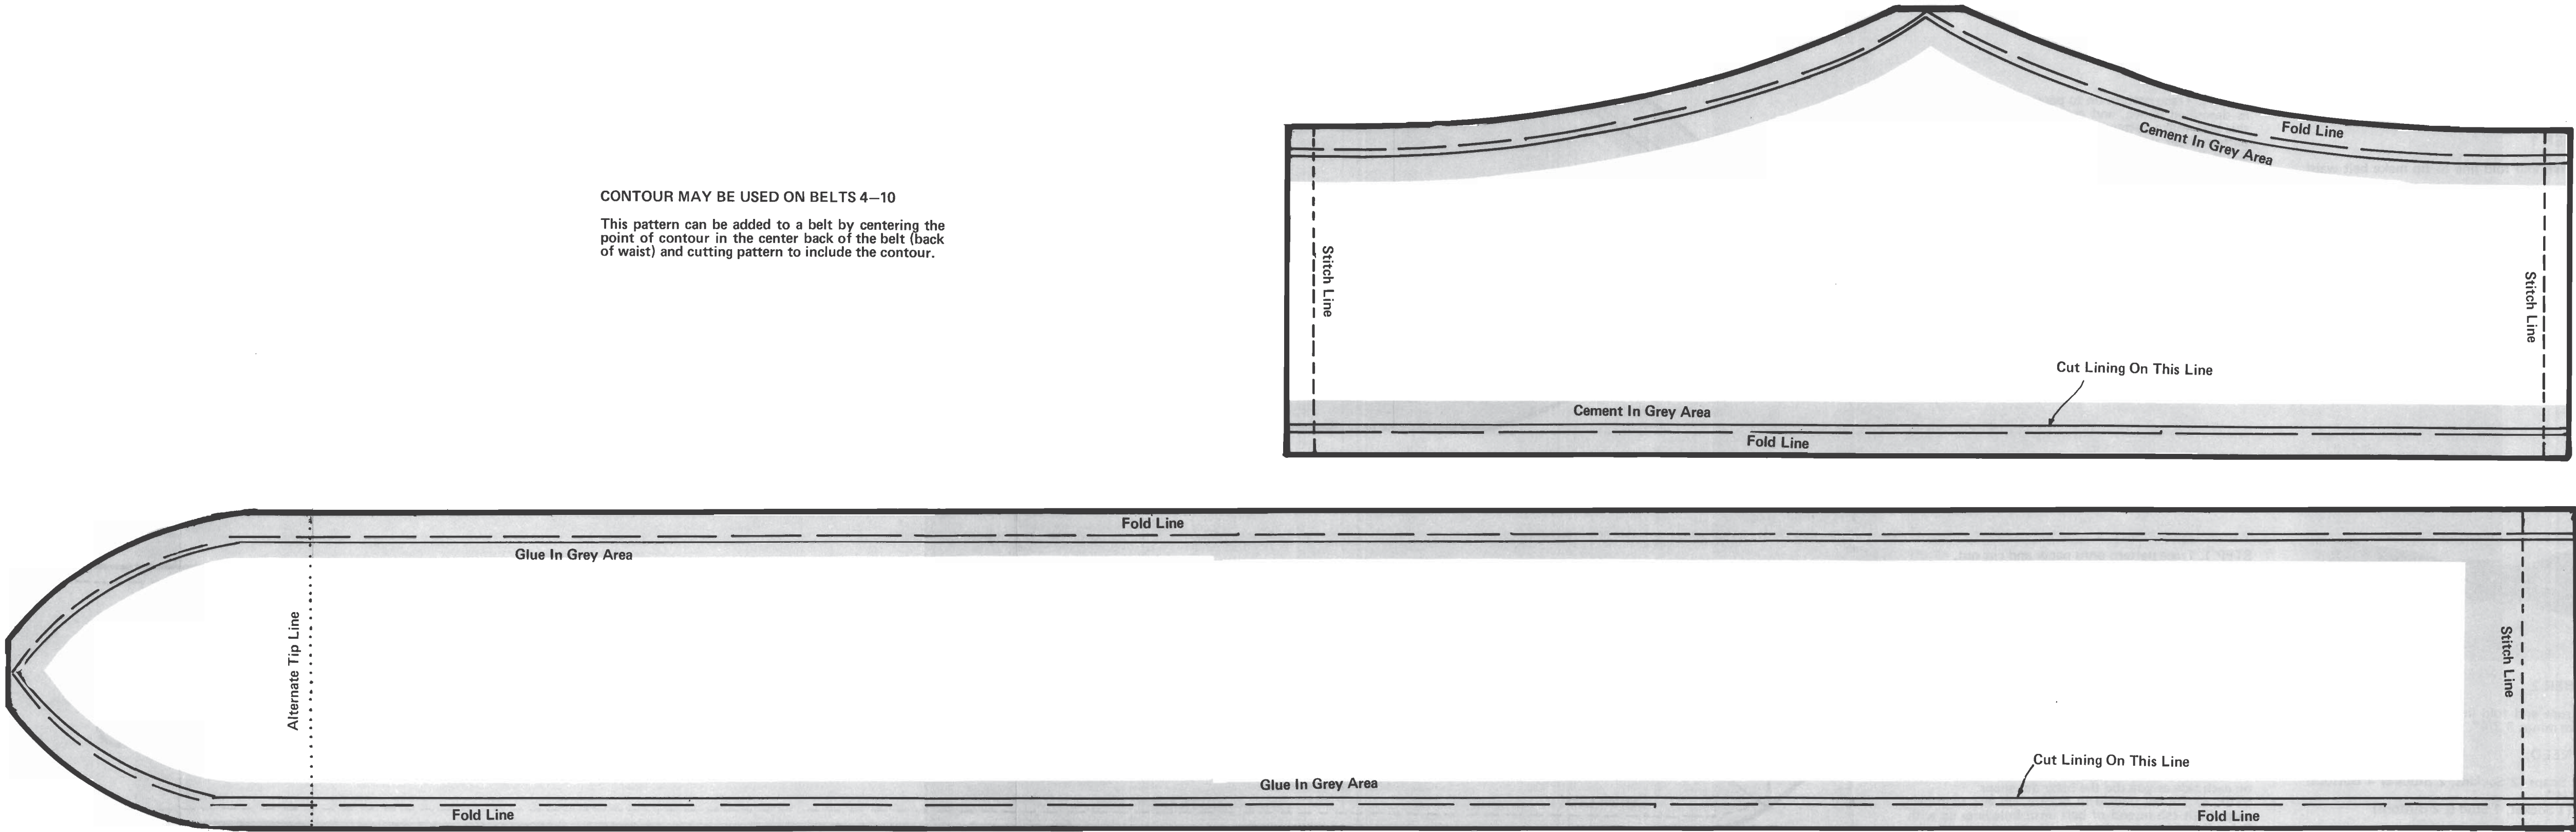 CONTOUR MAY BE USED ON BELTS 4—10
This pattern can be added to a belt by centering the
point of contour in the center back of the belt (back
of waist) and cutting pattern to include the contour.
Fold Line
Cement In Grey Area
Stitch Line
Stitch Line
Cut Lining On This Line
Cement In Grey Area
Fold Line
Fold Line
Glue In Grey Area
Alternate Tip Line
Stitch Line
Cut Lining On This Line
Glue In Grey Area
Fold Line
Fold Line